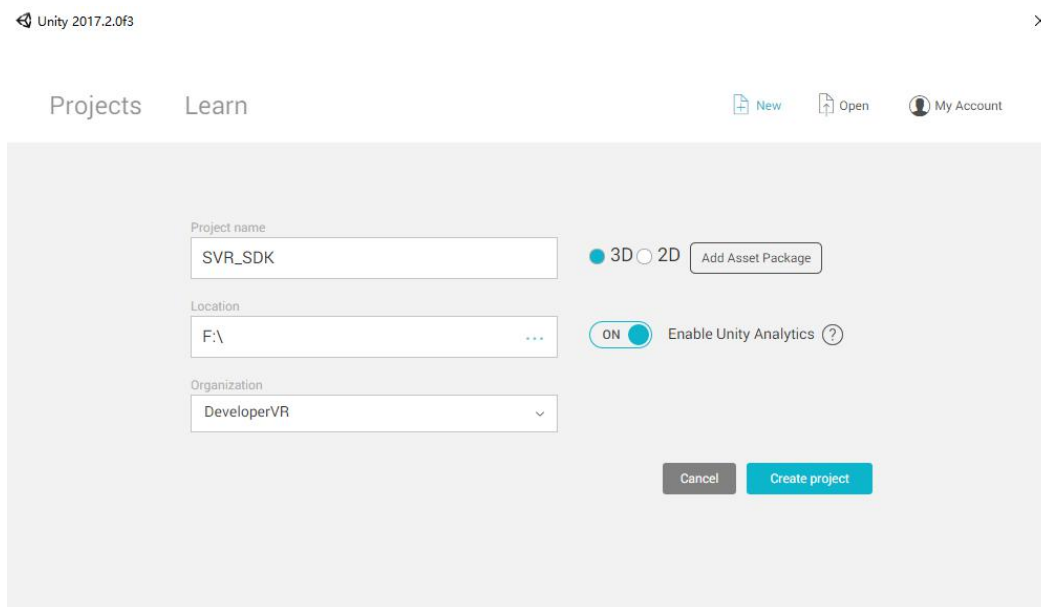 Unity 2017.2.0f3
Projects Learn New Open My Account
Project name
SVR_SDK
3D 2D Add Asset Package
Location
F:\
...
ON Enable Unity Analytics ?
Organization
DeveloperVR
Cancel Create project